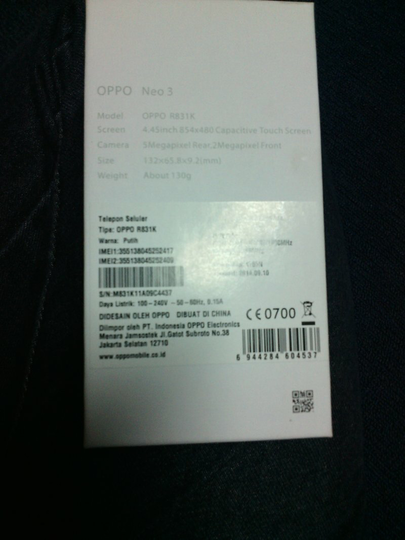 OPPO Neo 3
Model OPPO R831K
Screen 4.45inch.854x480 Capacitive Touch Screen
Camera 5Megapixel Rear,2Megapixel Front
Size 132x65.8x9.2(mm)
Weight About 130g
Telepon Selular
Tipe: OPPO R831K
Warna: Putih
IMEI1:355138045252417
IMEI2:355138045252409
S/N:M831K11A09C4437
Daya Listrik: 100-240V ~ 50-60Hz, 0.15A
DIDESAIN OLEH OPPO DIBUAT DI CHINA
CE0700
Diimpor oleh PT. Indonesia OPPO Electronics
Menara Jamsostek Jl.Gatot Subroto No.38
Jakarta Selatan 12710
www.oppomobile.co.id
6 944284 604537